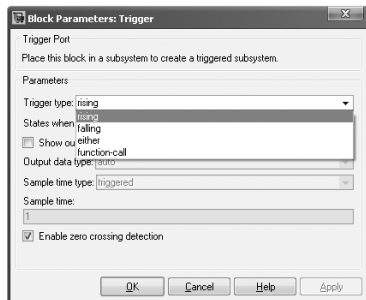 Block Parameters: Trigger
Trigger Port
Place this block in a subsystem to create a triggered subsystem.
Parameters
Trigger type: rising
rising
States when
falling
either
Show ou
function-call
Output data type: auto
Sample time type: triggered
Sample time:
1
Enable zero crossing detection
OK Cancel Help Apply